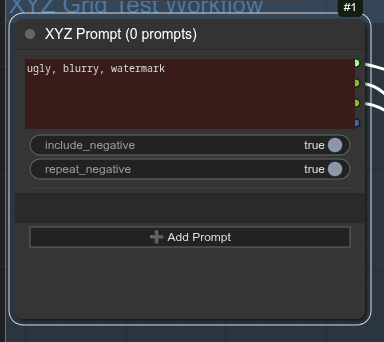 XYZ Grid Test Workflow
#1
XYZ Prompt (0 prompts)
ugly, blurry, watermark
include_negative true
repeat_negative true
➕ Add Prompt